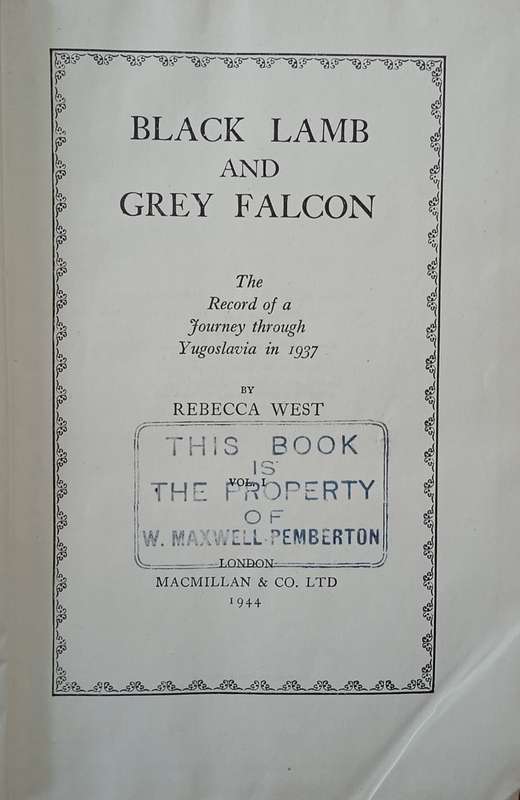 BLACK LAMB
AND
GREY FALCON
The
Record of a
Journey through
Yugoslavia in 1937
BY
REBECCA WEST
THIS BOOK
IS
VOL. I
THE PROPERTY
OF
W. MAXWELL PEMBERTON
LONDON
MACMILLAN & CO. LTD
1944